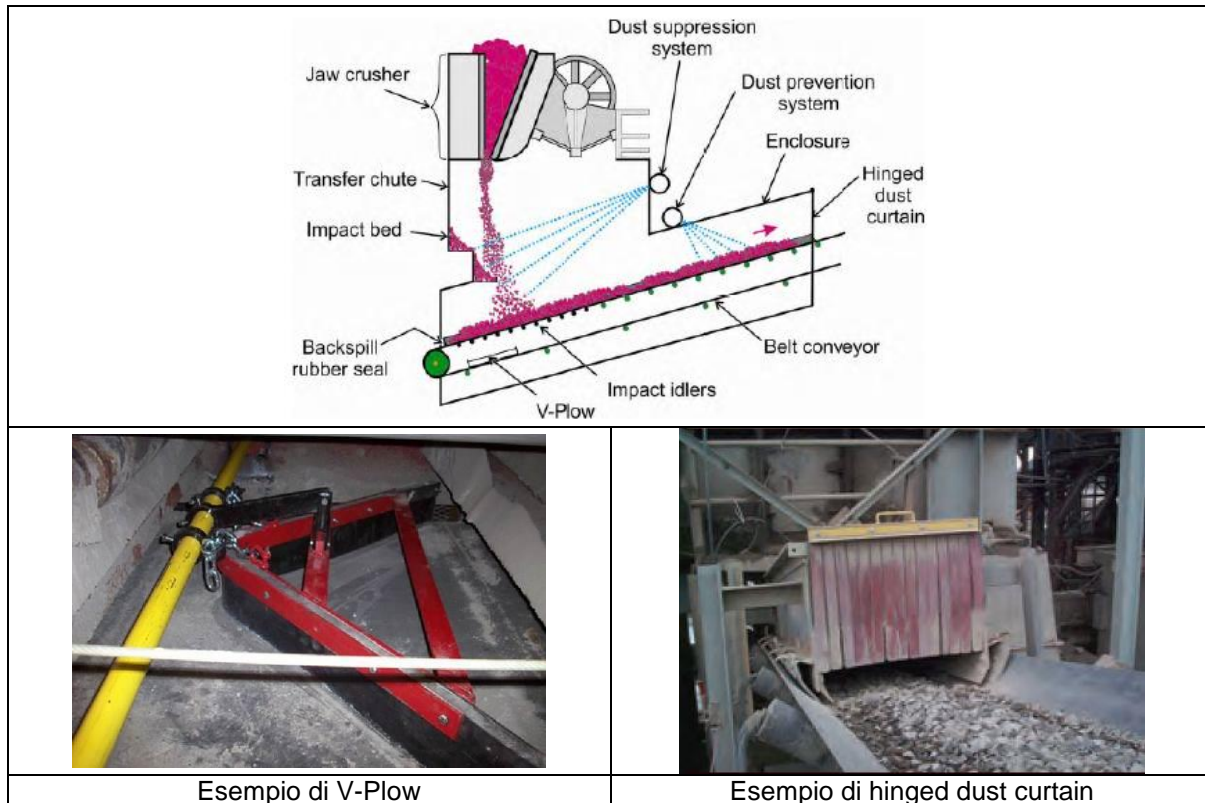 Dust suppression
system
Jaw crusher
Dust prevention
system
Enclosure
Hinged
dust
curtain
Transfer chute
Impact bed
Backspill
rubber seal
Belt conveyor
Impact idlers
V-Plow
Esempio di V-Plow
Esempio di hinged dust curtain